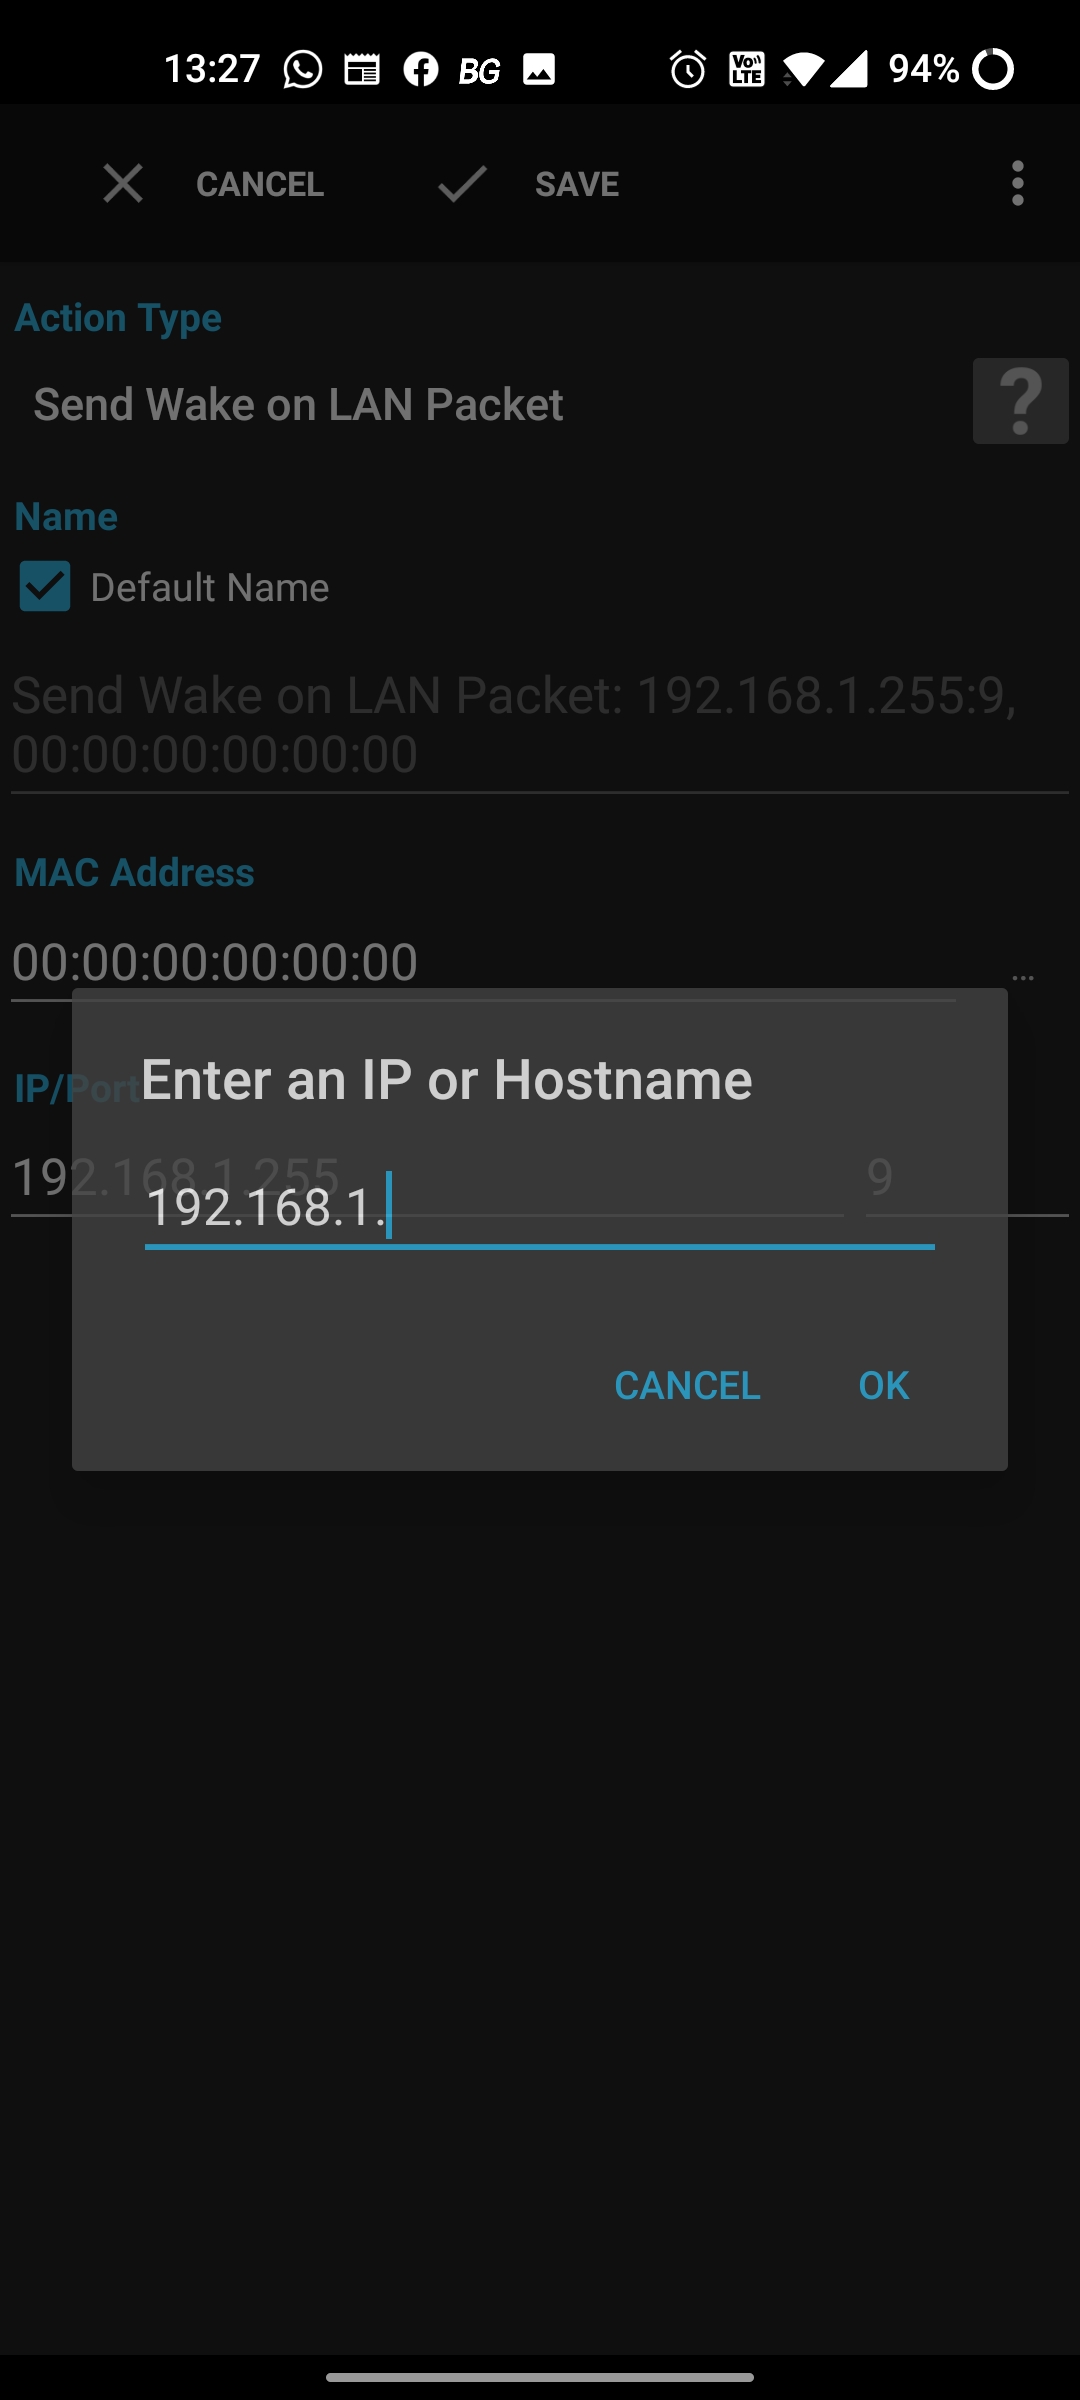 13:27 BG Vo)) LTE 94%
CANCEL SAVE
Action Type
Send Wake on LAN Packet ?
Name
Default Name
Send Wake on LAN Packet: 192.168.1.255:9,
00:00:00:00:00:00
MAC Address
00:00:00:00:00:00 ...
IP/Port
Enter an IP or Hostname
192.168.1.255 9
192.168.1.
CANCEL OK